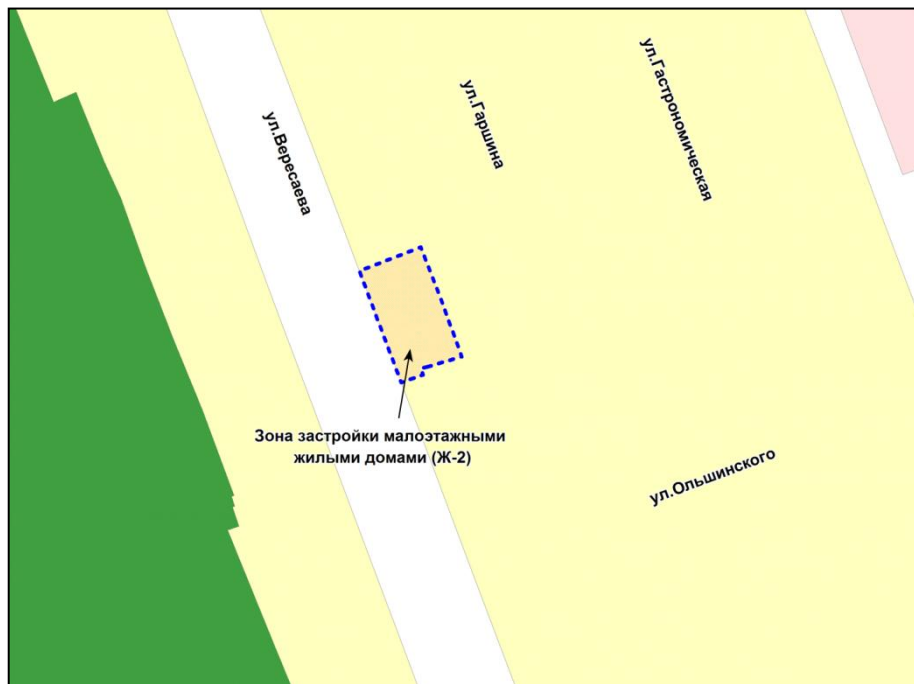 ул.Гастрономическая
ул.Гаршина
ул.Вересаева
Зона застройки малоэтажными
жилыми домами (Ж-2)
ул.Ольшинского